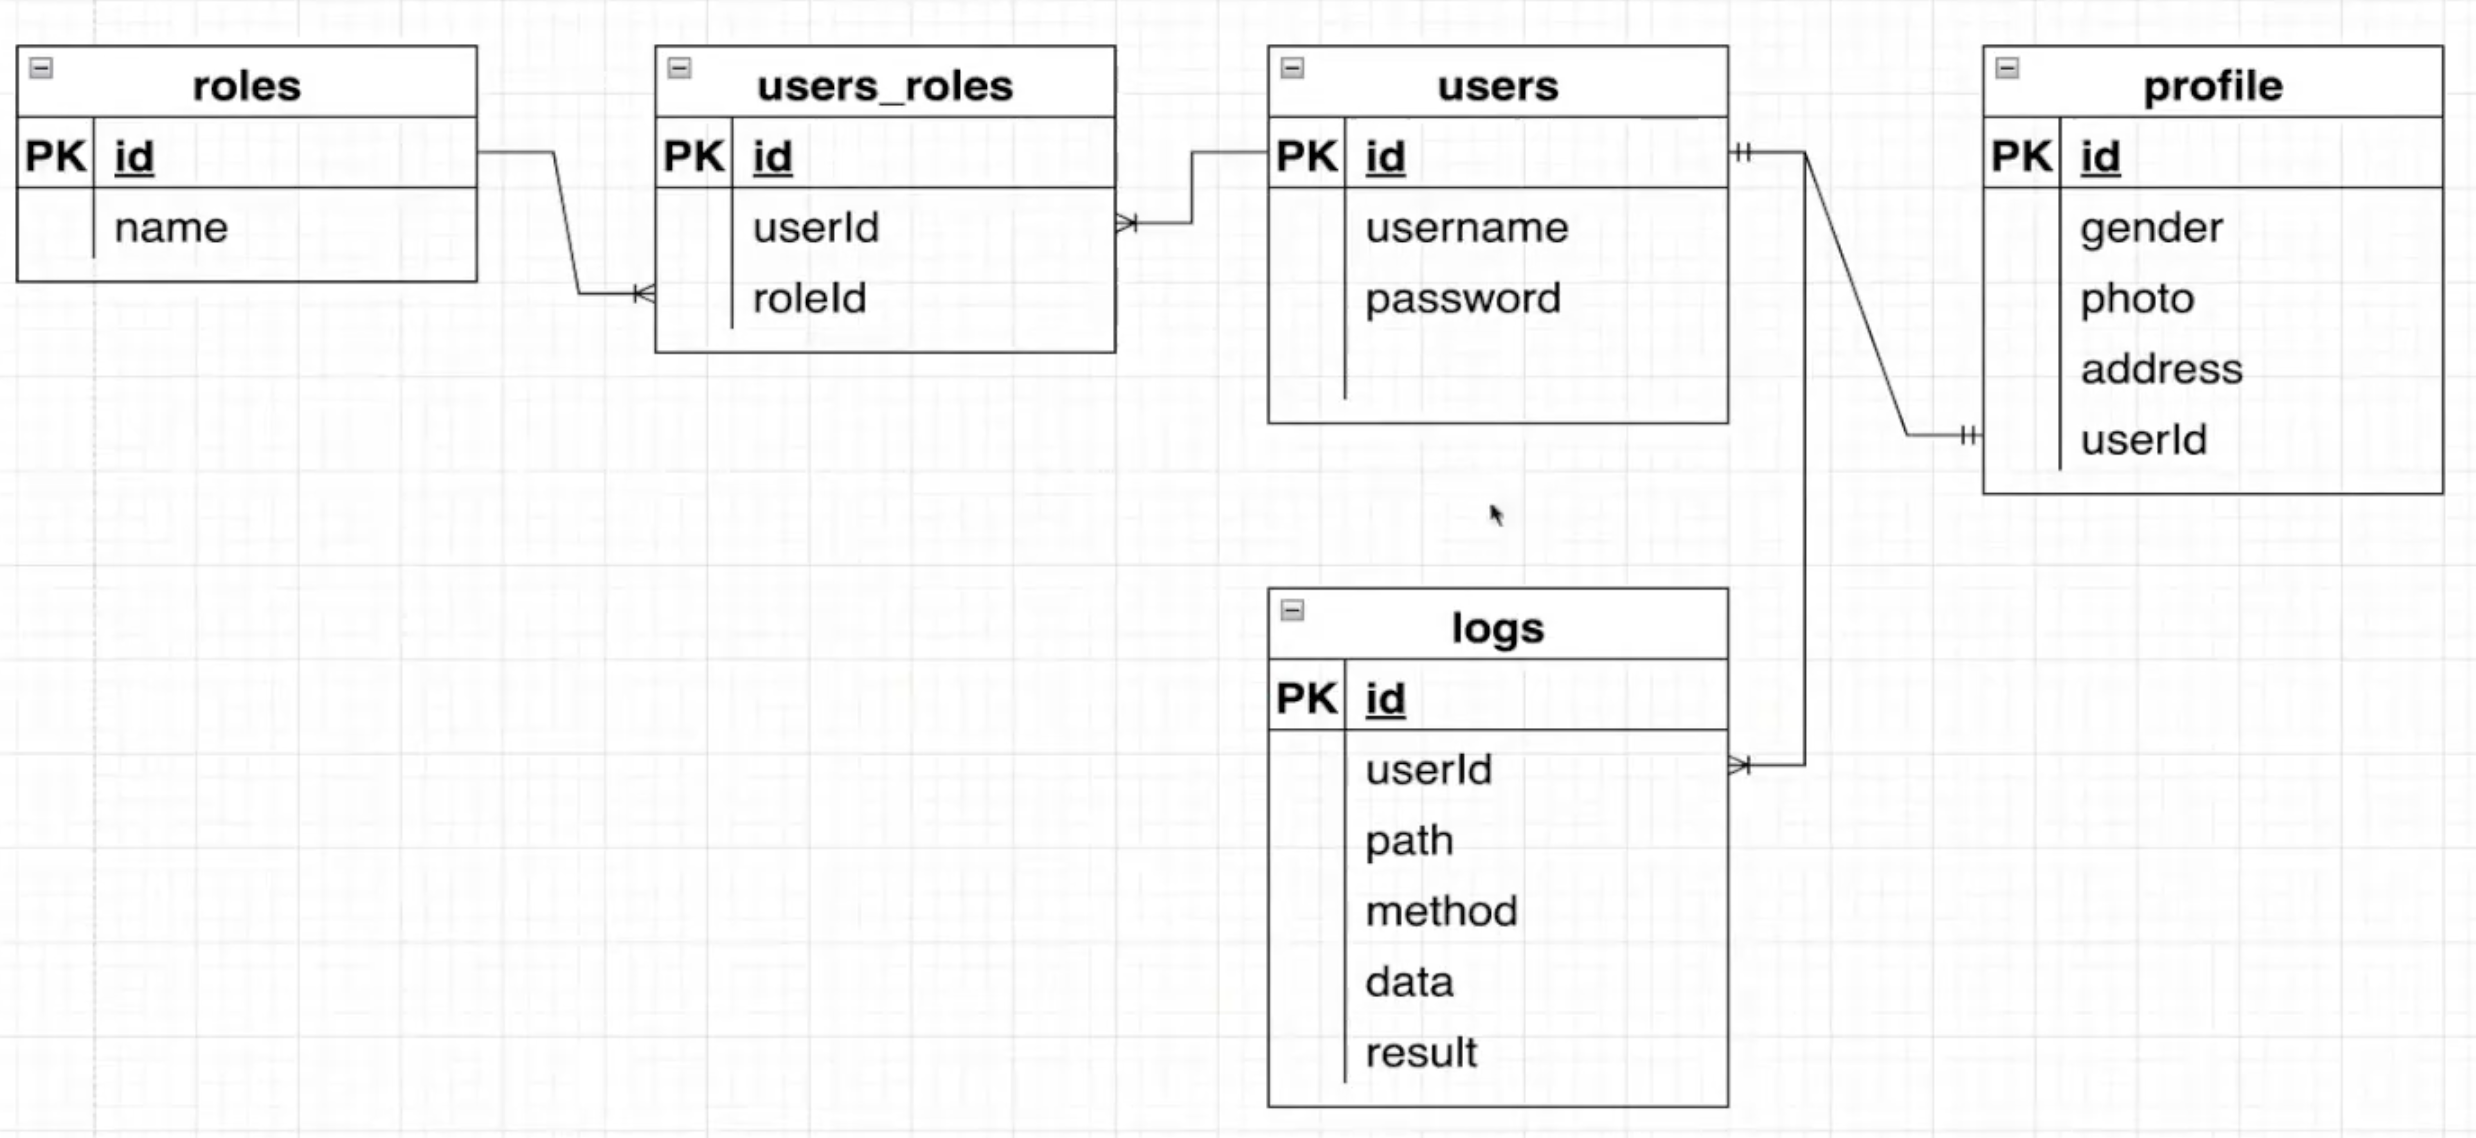 roles
PK id
name
users_roles
PK id
userId
roleId
users
PK id
username
password
profile
PK id
gender
photo
address
userId
logs
PK id
userId
path
method
data
result